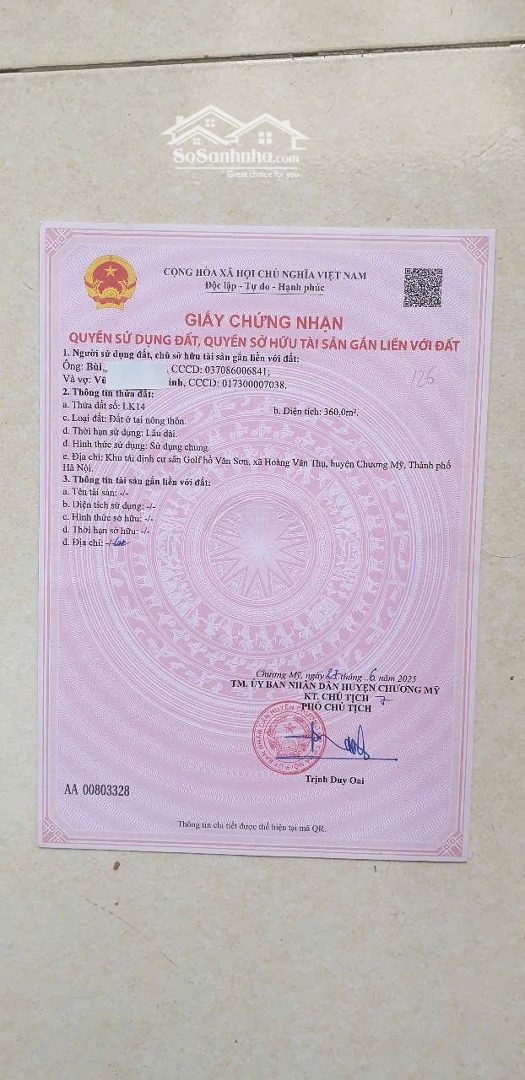 SoSanhnha.com
Great choice for you
CỘNG HÒA XÃ HỘI CHỦ NGHĨA VIỆT NAM
Độc lập - Tự do - Hạnh phúc
GIẤY CHỨNG NHẬN
QUYỀN SỬ DỤNG ĐẤT, QUYỀN SỞ HỮU TÀI SẢN GẮN LIỀN VỚI ĐẤT
1. Người sử dụng đất, chủ sở hữu tài sản gắn liền với đất:
Ông: Bùi , CCCD: 037086006841;
Và vợ: Vũ inh, CCCD: 017300007038.
126
2. Thông tin thửa đất:
a. Thửa đất số: LK14 b. Diện tích: 360,0m².
c. Loại đất: Đất ở tại nông thôn.
d. Thời hạn sử dụng: Lâu dài.
đ. Hình thức sử dụng: Sử dụng chung.
e. Địa chỉ: Khu tái định cư sân Golf hồ Văn Sơn, xã Hoàng Văn Thụ, huyện Chương Mỹ, Thành phố
Hà Nội.
3. Thông tin tài sản gắn liền với đất:
a. Tên tài sản: -/-
b. Diện tích sử dụng: -/-
c. Hình thức sở hữu: -/-
d. Thời hạn sở hữu: -/-
đ. Địa chỉ: -/-
Chương Mỹ, ngày 27 tháng 6 năm 2025
TM. ỦY BAN NHÂN DÂN HUYỆN CHƯƠNG MỸ
KT. CHỦ TỊCH
PHÓ CHỦ TỊCH
Trịnh Duy Oai
AA 00803328
Thông tin chi tiết được thể hiện tại mã QR.